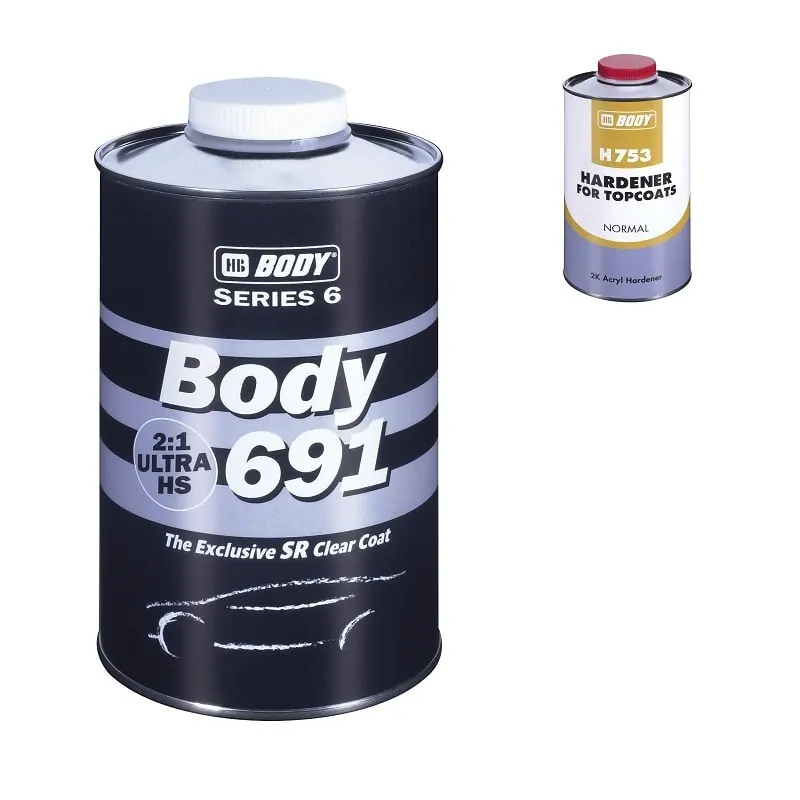 HB BODY®
SERIES 6
Body
691
2:1
ULTRA
HS
The Exclusive SR Clear Coat
HB BODY
H753
HARDENER
FOR TOPCOATS
NORMAL
2K Acryl Hardener